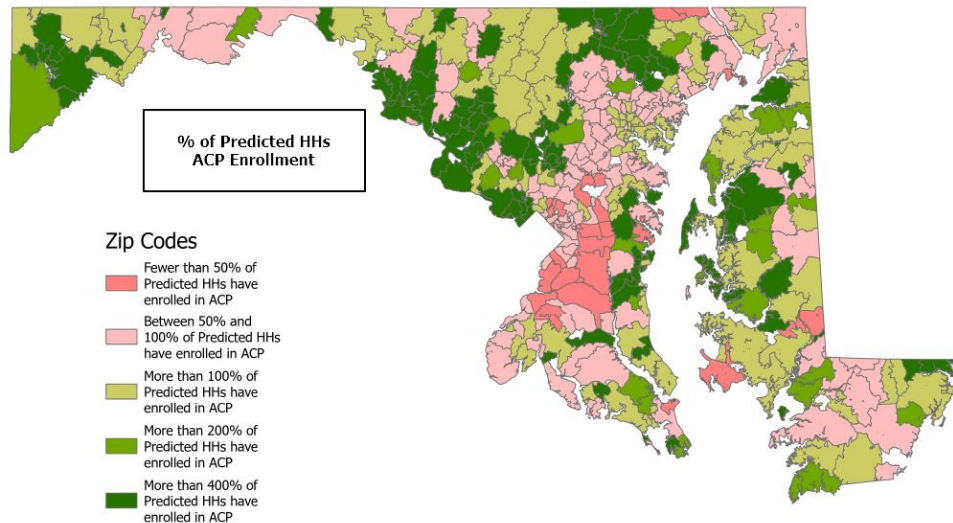 % of Predicted HHs
ACP Enrollment
Zip Codes
Fewer than 50% of
Predicted HHs have
enrolled in ACP
Between 50% and
100% of Predicted HHs
have enrolled in ACP
More than 100% of
Predicted HHs have
enrolled in ACP
More than 200% of
Predicted HHs have
enrolled in ACP
More than 400% of
Predicted HHs have
enrolled in ACP